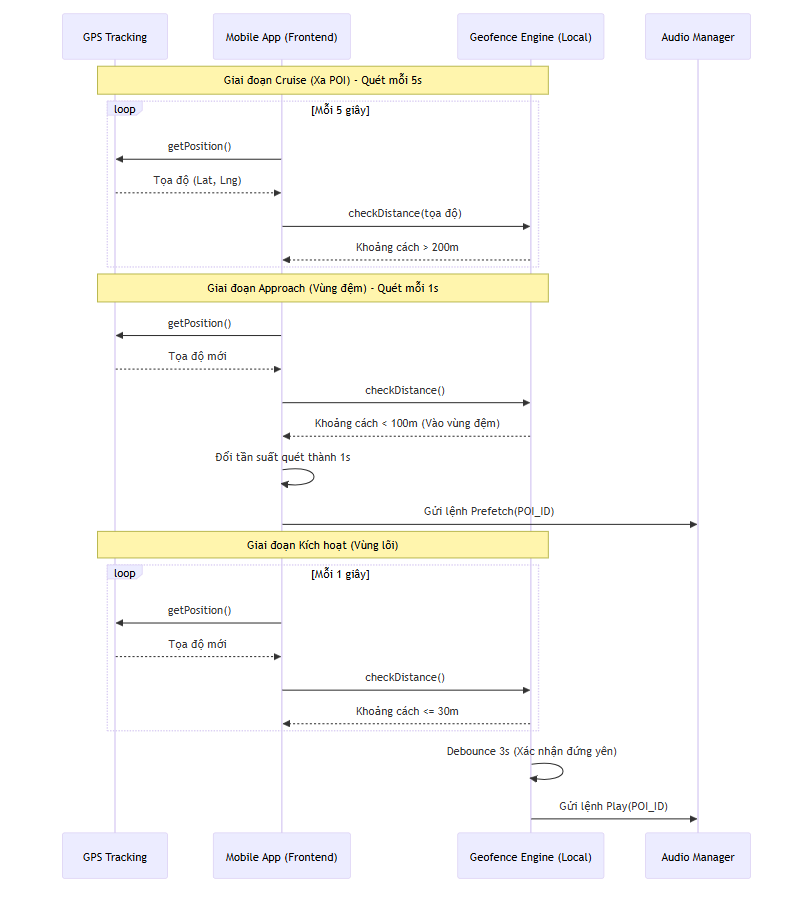 GPS Tracking
Mobile App (Frontend)
Geofence Engine (Local)
Audio Manager
Giai đoạn Cruise (Xa POI) - Quét mỗi 5s
loop
[Mỗi 5 giây]
getPosition()
Tọa độ (Lat, Lng)
checkDistance(tọa độ)
Khoảng cách > 200m
Giai đoạn Approach (Vùng đệm) - Quét mỗi 1s
getPosition()
Tọa độ mới
checkDistance()
Khoảng cách < 100m (Vào vùng đệm)
Đổi tần suất quét thành 1s
Gửi lệnh Prefetch(POI_ID)
Giai đoạn Kích hoạt (Vùng lõi)
loop
[Mỗi 1 giây]
getPosition()
Tọa độ mới
checkDistance()
Khoảng cách <= 30m
Debounce 3s (Xác nhận đứng yên)
Gửi lệnh Play(POI_ID)
GPS Tracking
Mobile App (Frontend)
Geofence Engine (Local)
Audio Manager